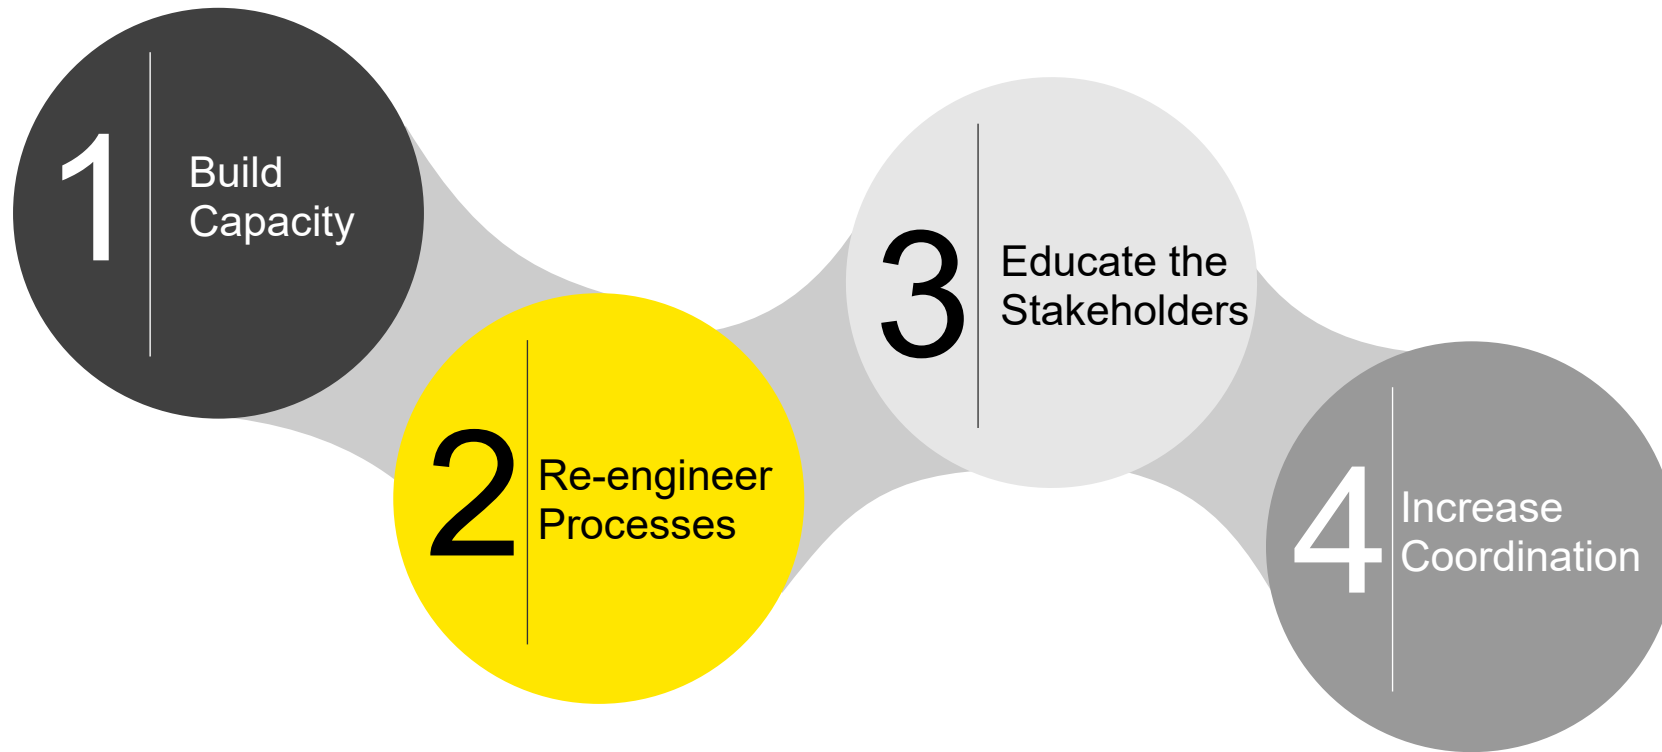 1
Build
Capacity
2
Re-engineer
Processes
3
Educate the
Stakeholders
4
Increase
Coordination